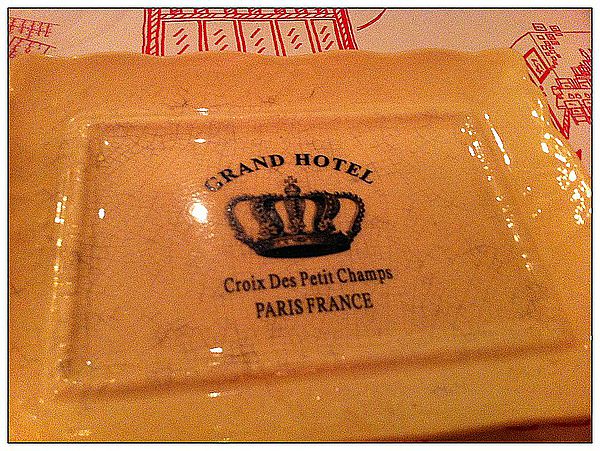 GRAND HOTEL
Croix Des Petit Champs
PARIS FRANCE